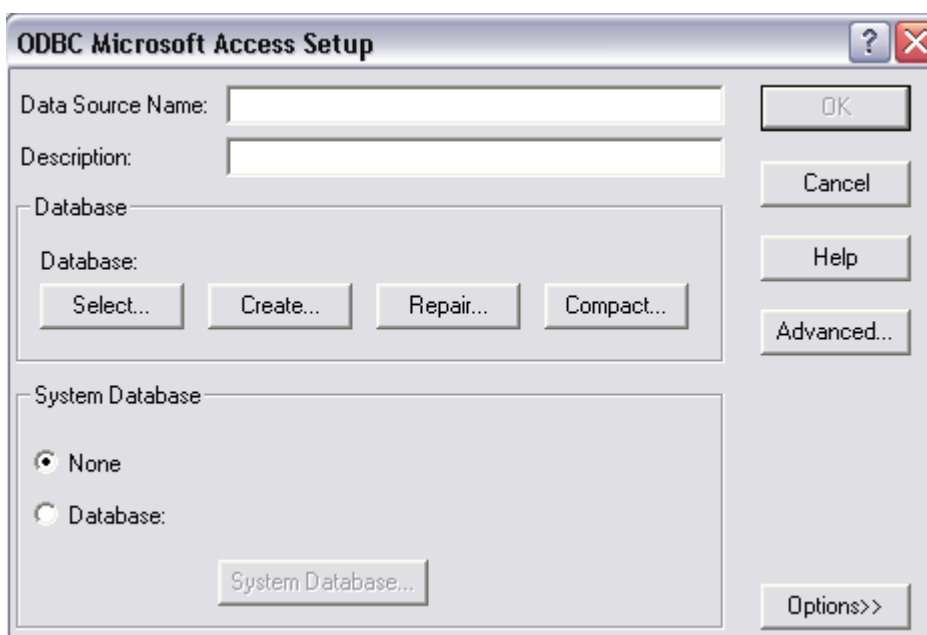 ODBC Microsoft Access Setup
Data Source Name:
OK
Description:
Cancel
Database
Database:
Help
Select... Create... Repair... Compact...
Advanced...
System Database
None
Database:
System Database...
Options>>